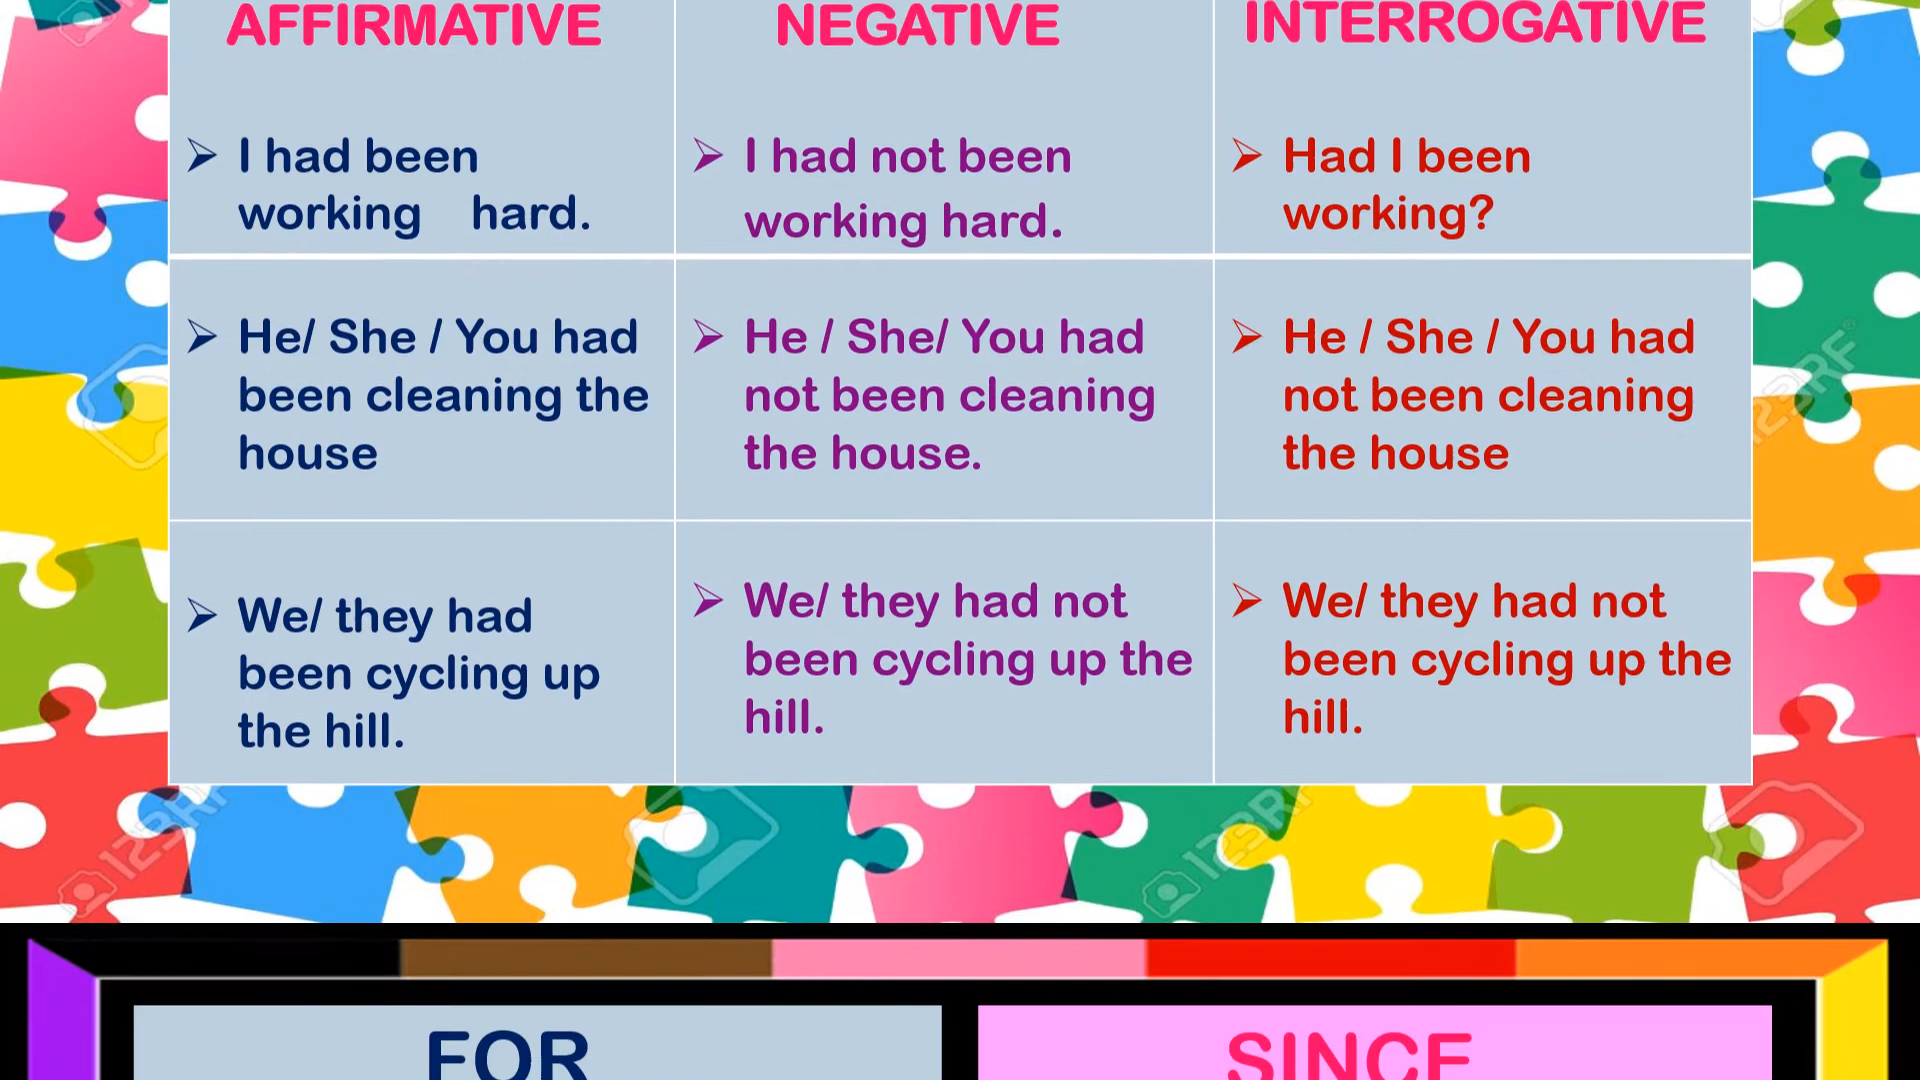 AFFIRMATIVE
NEGATIVE
INTERROGATIVE
➢ I had been
working hard.
➢ I had not been
working hard.
➢ Had I been
working?
➢ He/ She / You had
been cleaning the
house
➢ He / She/ You had
not been cleaning
the house.
➢ He / She / You had
not been cleaning
the house
➢ We/ they had
been cycling up
the hill.
➢ We/ they had not
been cycling up the
hill.
➢ We/ they had not
been cycling up the
hill.
123RF
123RF
123RF
FOR
SINCE